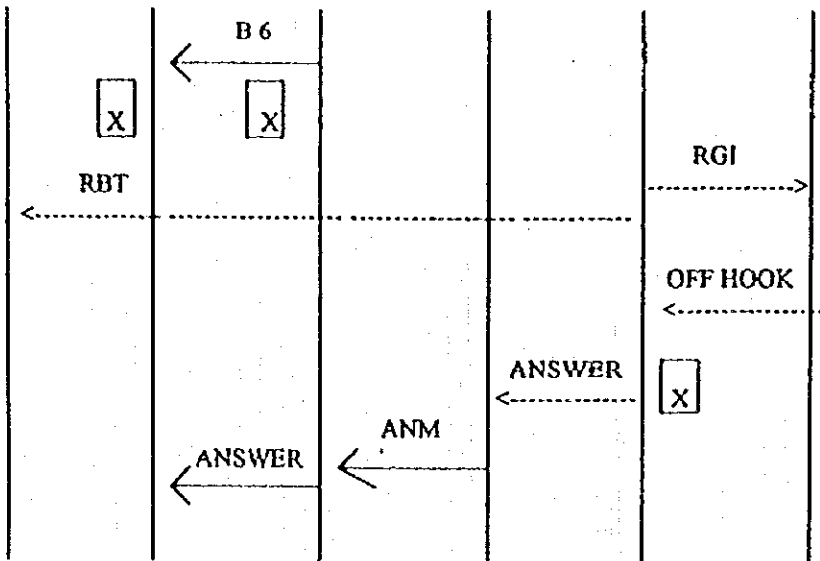 B 6
X
X
RGI
RBT
OFF HOOK
ANSWER
X
ANM
ANSWER